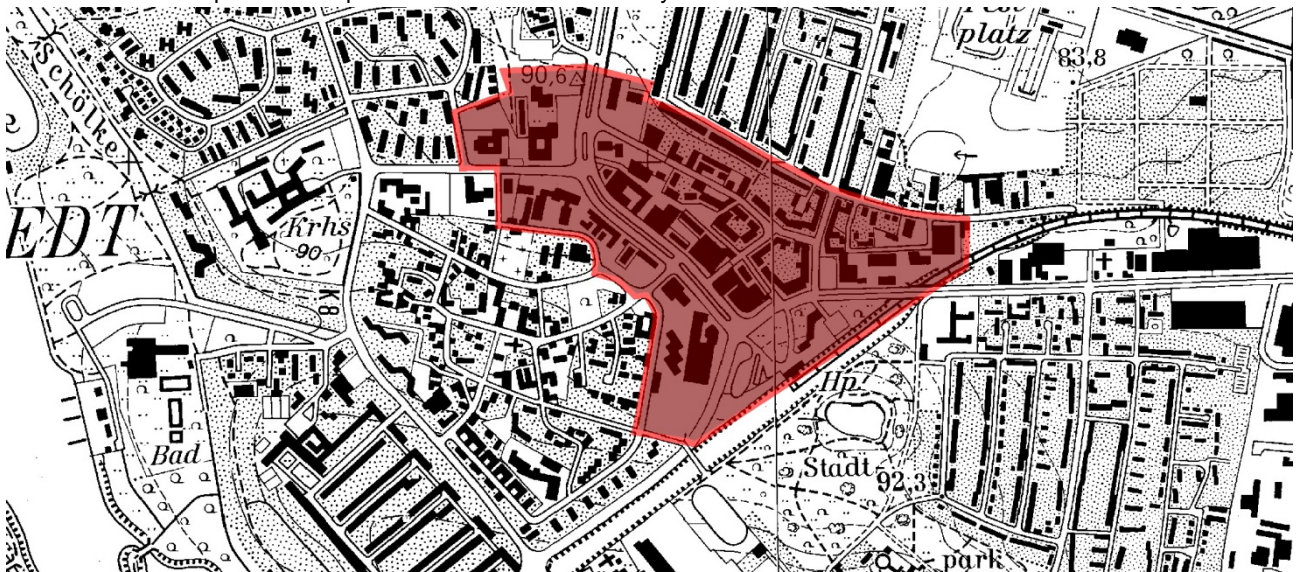 platz
83,8
90,6
Schölke
EDT
Krhs
90
K8
Hp
Bad
Stadt-
92,3
park